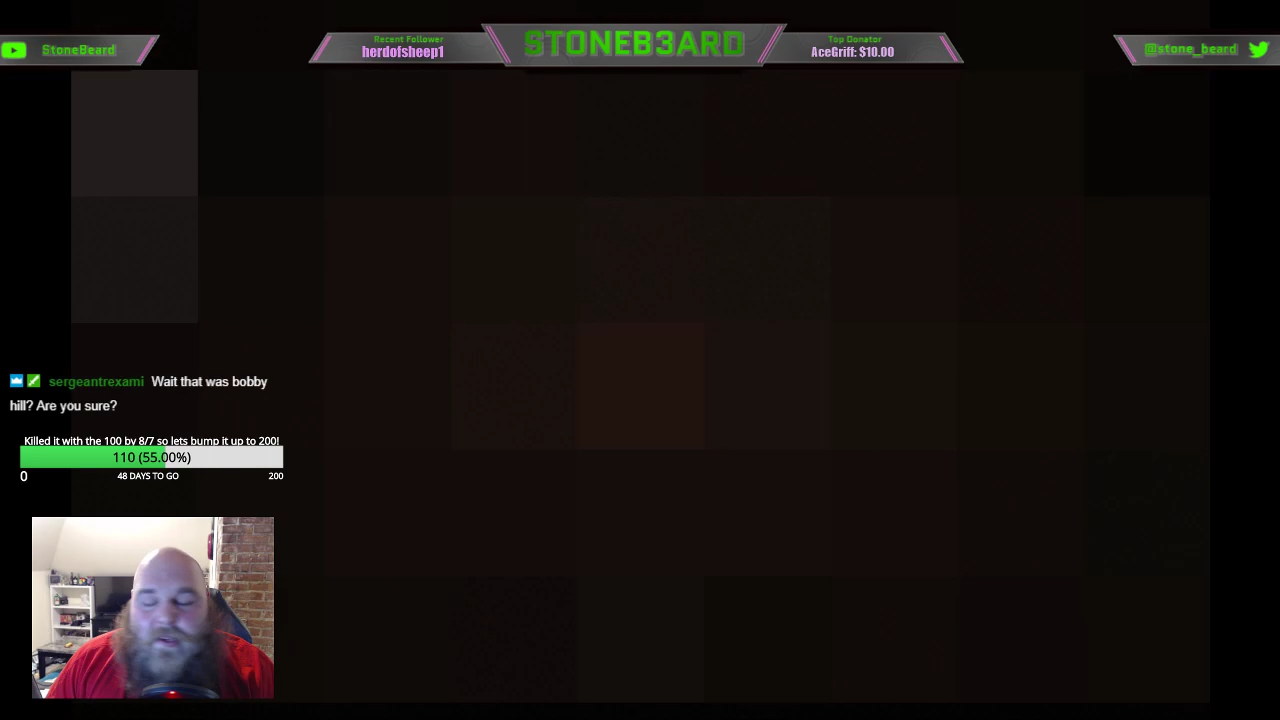 StoneBeard
Recent Follower
herdofsheep1
STONEB3ARD
Top Donator
AceGriff: $10.00
@stone_beard
sergeantrexami Wait that was bobby
hill? Are you sure?
Killed it with the 100 by 8/7 so lets bump it up to 200!
110 (55.00%)
0 48 DAYS TO GO 200